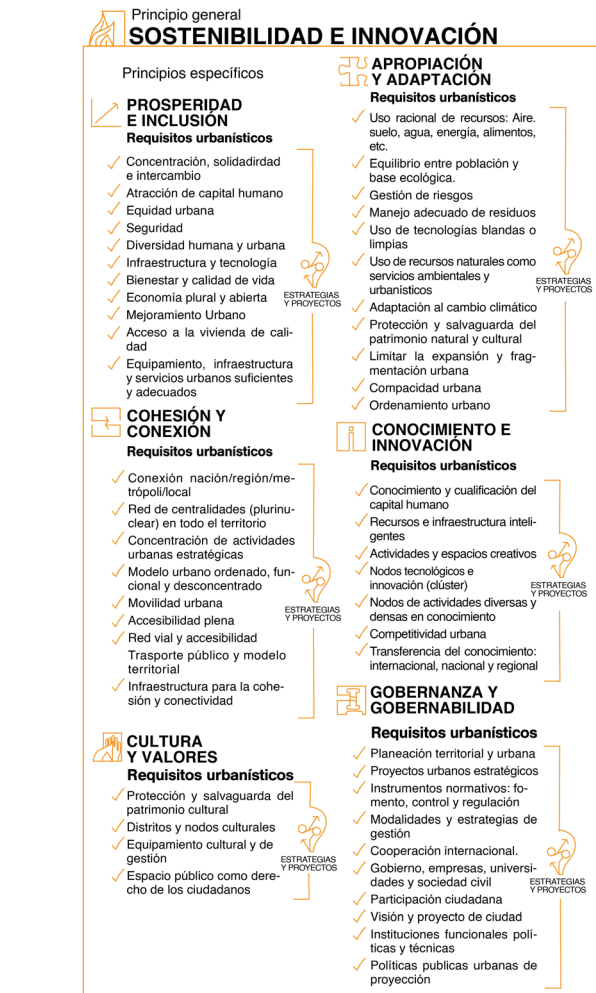 Principio general
SOSTENIBILIDAD E INNOVACIÓN
Principios específicos
PROSPERIDAD
E INCLUSIÓN
Requisitos urbanísticos
Concentración, solidadirdad
e intercambio
Atracción de capital humano
Equidad urbana
Seguridad
Diversidad humana y urbana
Infraestructura y tecnología
Bienestar y calidad de vida
Economía plural y abierta
Mejoramiento Urbano
Acceso a la vivienda de cali-
dad
Equipamiento, infraestructura
y servicios urbanos suficientes
y adecuados
ESTRATEGIAS
Y PROYECTOS
COHESIÓN Y
CONEXIÓN
Requisitos urbanísticos
Conexión nación/región/me-
trópoli/local
Red de centralidades (plurinu-
clear) en todo el territorio
Concentración de actividades
urbanas estratégicas
Modelo urbano ordenado, fun-
cional y desconcentrado
Movilidad urbana
Accesibilidad plena
Red vial y accesibilidad
Trasporte público y modelo
territorial
Infraestructura para la cohe-
sión y conectividad
ESTRATEGIAS
Y PROYECTOS
CULTURA
Y VALORES
Requisitos urbanísticos
Protección y salvaguarda del
patrimonio cultural
Distritos y nodos culturales
Equipamiento cultural y de
gestión
Espacio público como dere-
cho de los ciudadanos
ESTRATEGIAS
Y PROYECTOS
APROPIACIÓN
Y ADAPTACIÓN
Requisitos urbanísticos
Uso racional de recursos: Aire.
suelo, agua, energía, alimentos,
etc.
Equilibrio entre población y
base ecológica.
Gestión de riesgos
Manejo adecuado de residuos
Uso de tecnologías blandas o
limpias
Uso de recursos naturales como
servicios ambientales y
urbanísticos
Adaptación al cambio climático
Protección y salvaguarda del
patrimonio natural y cultural
Limitar la expansión y frag-
mentación urbana
Compacidad urbana
Ordenamiento urbano
ESTRATEGIAS
Y PROYECTOS
CONOCIMIENTO E
INNOVACIÓN
Requisitos urbanísticos
Conocimiento y cualificación del
capital humano
Recursos e infraestructura inteli-
gentes
Actividades y espacios creativos
Nodos tecnológicos e
innovación (clúster)
Nodos de actividades diversas y
densas en conocimiento
Competitividad urbana
Transferencia del conocimiento:
internacional, nacional y regional
ESTRATEGIAS
Y PROYECTOS
GOBERNANZA Y
GOBERNABILIDAD
Requisitos urbanísticos
Planeación territorial y urbana
Proyectos urbanos estratégicos
Instrumentos normativos: fo-
mento, control y regulación
Modalidades y estrategias de
gestión
Cooperación internacional.
Gobierno, empresas, universi-
dades y sociedad civil
Participación ciudadana
Visión y proyecto de ciudad
Instituciones funcionales polí-
ticas y técnicas
Políticas publicas urbanas de
proyección
ESTRATEGIAS
Y PROYECTOS